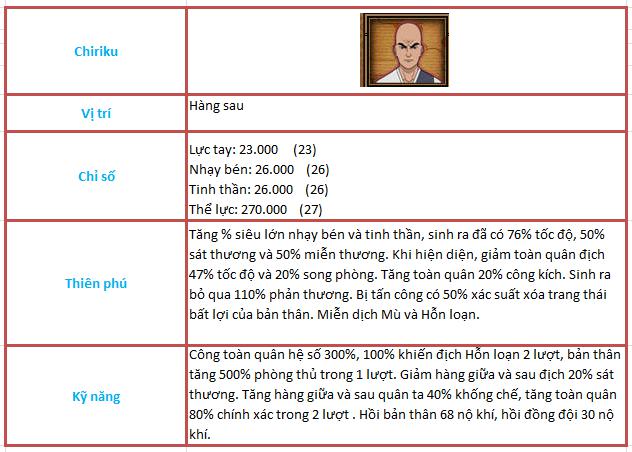 Chiriku
Vị trí
Hàng sau
Chỉ số
Lực tay: 23.000 (23)
Nhạy bén: 26.000 (26)
Tinh thần: 26.000 (26)
Thể lực: 270.000 (27)
Thiên phú
Tăng % siêu lớn nhạy bén và tinh thần, sinh ra đã có 76% tốc độ, 50%
sát thương và 50% miễn thương. Khi hiện diện, giảm toàn quân địch
47% tốc độ và 20% song phòng. Tăng toàn quân 20% công kích. Sinh ra
bỏ qua 110% phản thương. Bị tấn công có 50% xác suất xóa trang thái
bất lợi của bản thân. Miễn dịch Mù và Hỗn loạn.
Kỹ năng
Công toàn quân hệ số 300%, 100% khiến địch Hỗn loạn 2 lượt, bản thân
tăng 500% phòng thủ trong 1 lượt. Giảm hàng giữa và sau địch 20% sát
thương. Tăng hàng giữa và sau quân ta 40% khống chế, tăng toàn quân
80% chính xác trong 2 lượt . Hồi bản thân 68 nộ khí, hồi đồng đội 30 nộ
khí.